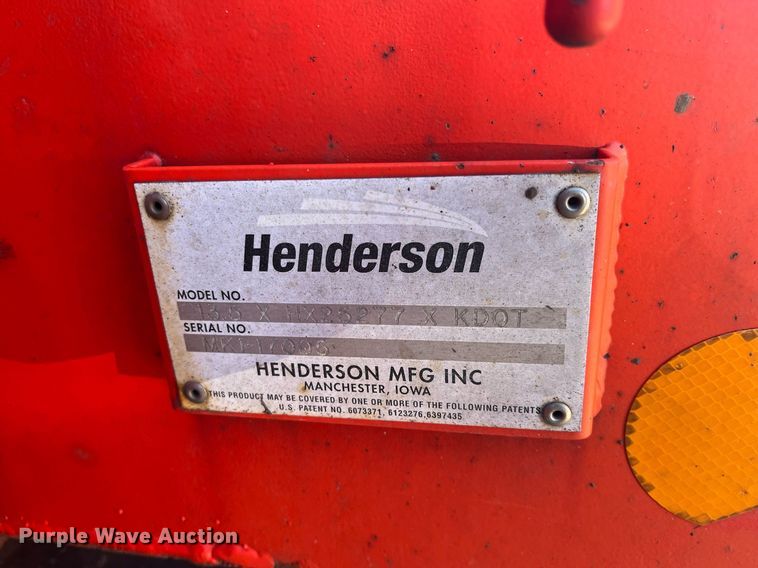 Henderson
MODEL NO.
13.5 X HX35277 X KDOT
SERIAL NO.
HENDERSON MFG INC
MANCHESTER, IOWA
THIS PRODUCT MAY BE COVERED BY ONE OR MORE OF THE FOLLOWING PATENTS
U.S. PATENT NO. 6073371, 6123276,6397435
Purple Wave Auction